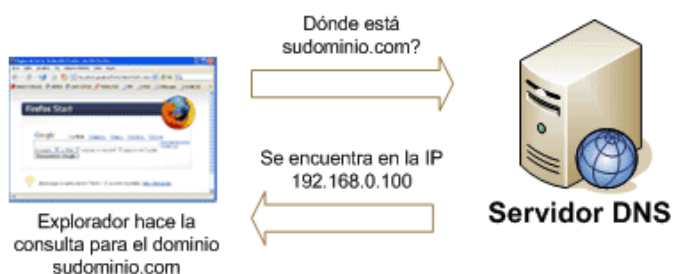 Dónde está
sudominio.com?
Firefox Start
Google
Se encuentra en la IP
192.168.0.100
Servidor DNS
Explorador hace la
consulta para el dominio
sudominio.com